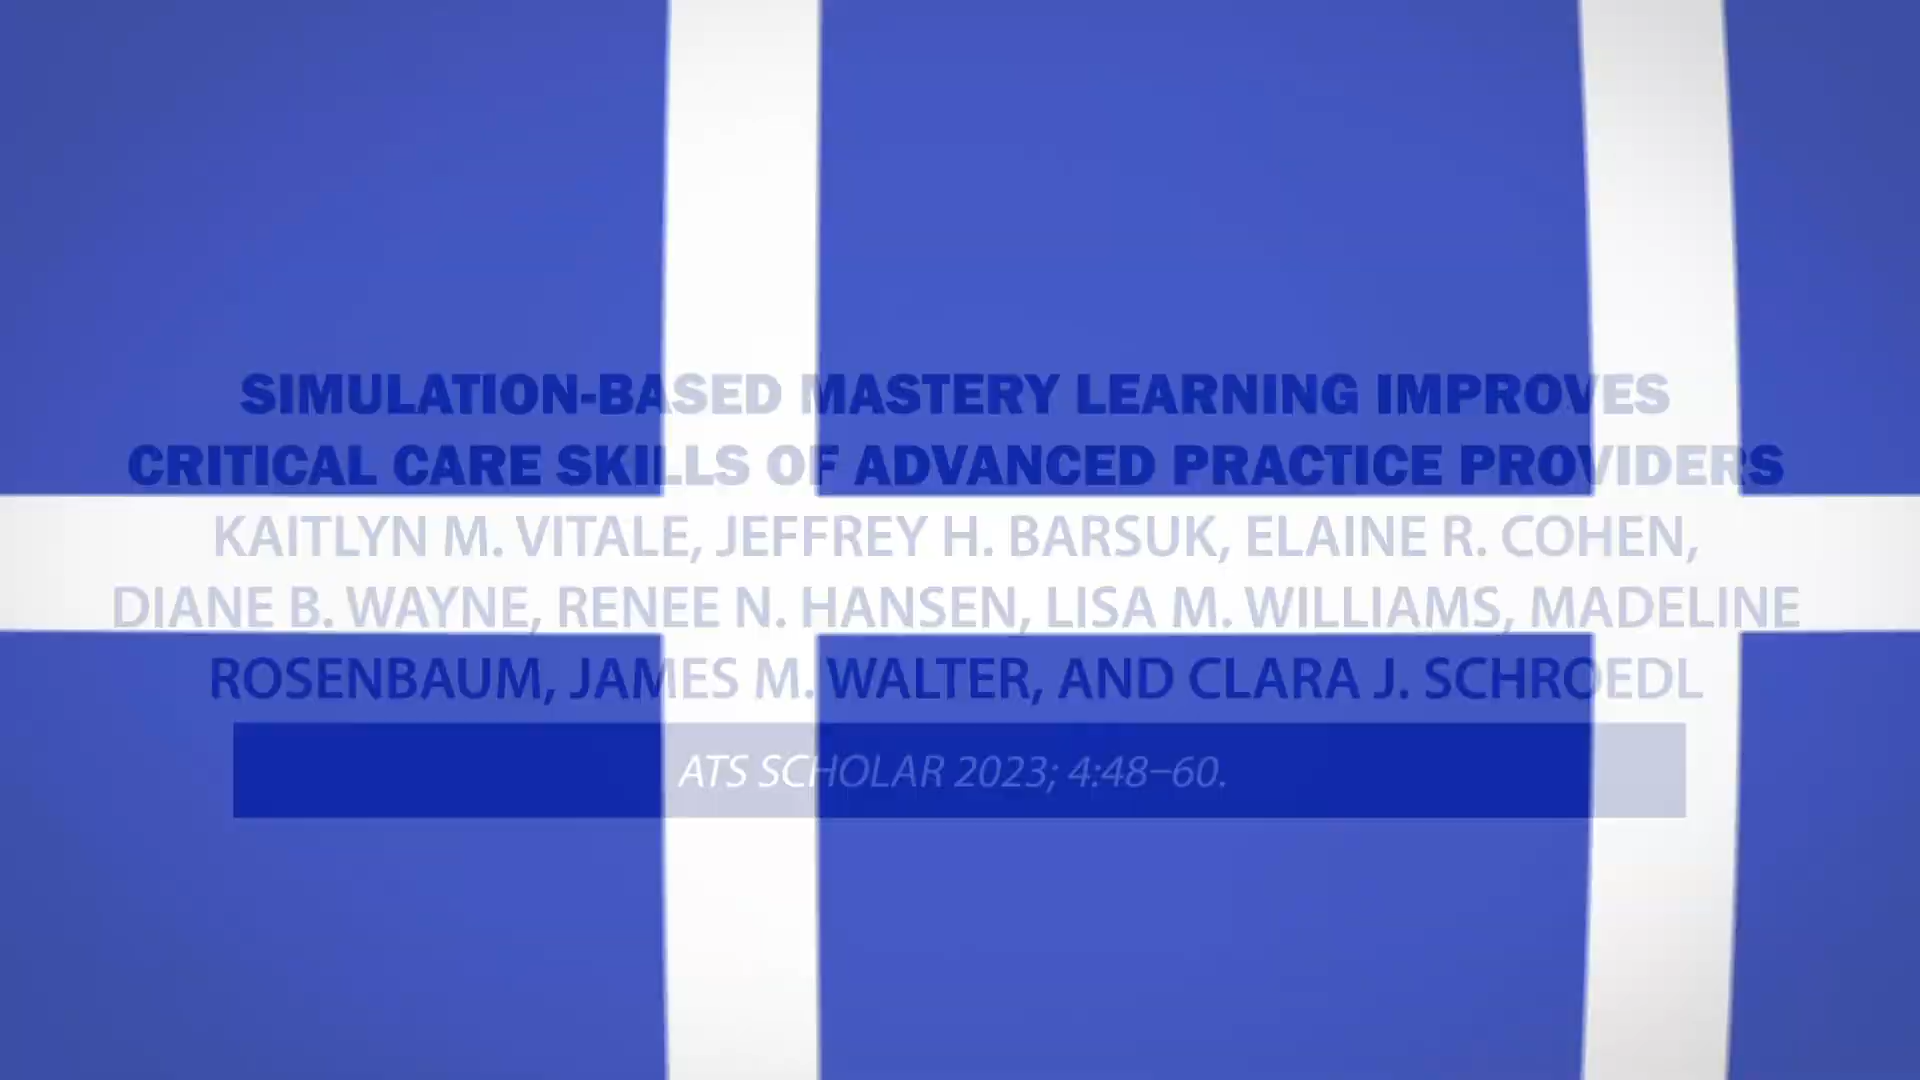 SIMULATION-BASED MASTERY LEARNING IMPROVES
CRITICAL CARE SKILLS OF ADVANCED PRACTICE PROVIDERS
KAITLYN M. VITALE, JEFFREY H. BARSUK, ELAINE R. COHEN,
DIANE B. WAYNE, RENEE N. HANSEN, LISA M. WILLIAMS, MADELINE
ROSENBAUM, JAMES M. WALTER, AND CLARA J. SCHROEDL
ATS SCHOLAR 2023; 4:48–60.